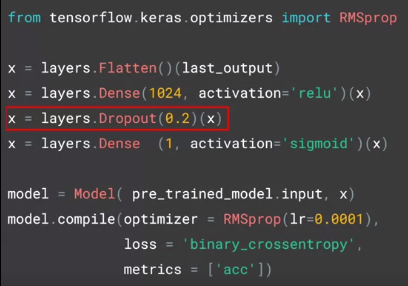 from tensorflow.keras.optimizers import RMSprop
x = layers.Flatten()(last_output)
x = layers.Dense(1024, activation='relu')(x)
x = layers.Dropout(0.2)(x)
x = layers.Dense  (1, activation='sigmoid')(x)
model = Model( pre_trained_model.input, x)
model.compile(optimizer = RMSprop(lr=0.0001),
              loss = 'binary_crossentropy',
              metrics = ['acc'])